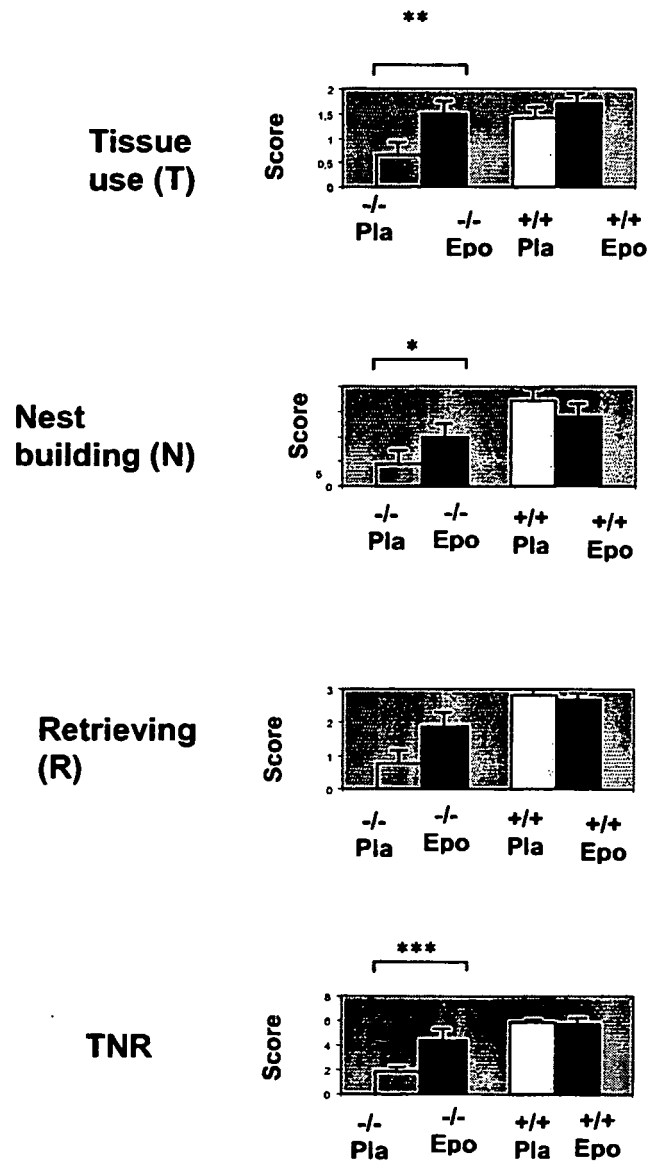 **
Tissue
use (T)
Score
2
1,5
1
0,5
0
-/-
Pla
-/-
Epo
+/+
Pla
+/+
Epo
*
Nest
building (N)
Score
5
0
-/-
Pla
-/-
Epo
+/+
Pla
+/+
Epo
Retrieving
(R)
Score
3
2
1
0
-/-
Pla
-/-
Epo
+/+
Pla
+/+
Epo
***
TNR
Score
8
6
4
2
0
-/-
Pla
-/-
Epo
+/+
Pla
+/+
Epo